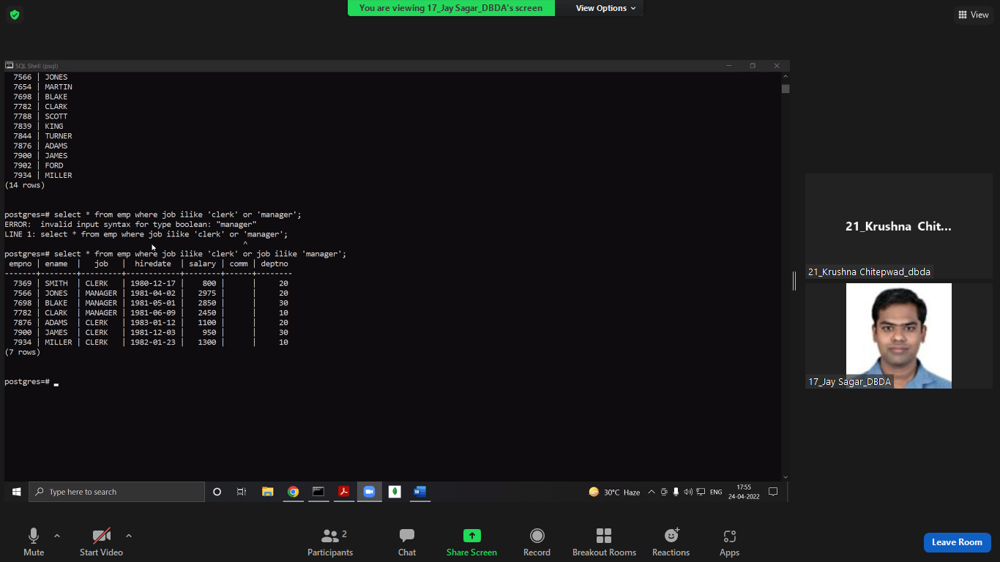 You are viewing 17_Jay Sagar_DBDA's screen
View Options
View
SQL Shell (psql)
7566 | JONES
7654 | MARTIN
7698 | BLAKE
7782 | CLARK
7788 | SCOTT
7839 | KING
7844 | TURNER
7876 | ADAMS
7900 | JAMES
7902 | FORD
7934 | MILLER
(14 rows)
postgres=# select * from emp where job ilike 'clerk' or 'manager';
ERROR:  invalid input syntax for type boolean: "manager"
LINE 1: select * from emp where job ilike 'clerk' or 'manager';
^
postgres=# select * from emp where job ilike 'clerk' or job ilike 'manager';
empno | ename  |   job   |  hiredate  | salary | comm | deptno
-------+--------+---------+------------+--------+------+--------
7369 | SMITH  | CLERK   | 1980-12-17 |    800 |      |     20
7566 | JONES  | MANAGER | 1981-04-02 |   2975 |      |     20
7698 | BLAKE  | MANAGER | 1981-05-01 |   2850 |      |     30
7782 | CLARK  | MANAGER | 1981-06-09 |   2450 |      |     10
7876 | ADAMS  | CLERK   | 1983-01-12 |   1100 |      |     20
7900 | JAMES  | CLERK   | 1981-12-03 |    950 |      |     30
7934 | MILLER | CLERK   | 1982-01-23 |   1300 |      |     10
(7 rows)
postgres=#
21_Krushna Chit...
21_Krushna Chitepwad_dbda
17_Jay Sagar_DBDA
Type here to search
30°C Haze
ENG
17:55
24-04-2022
Mute
Start Video
Participants
2
Chat
Share Screen
Record
Breakout Rooms
Reactions
Apps
Leave Room